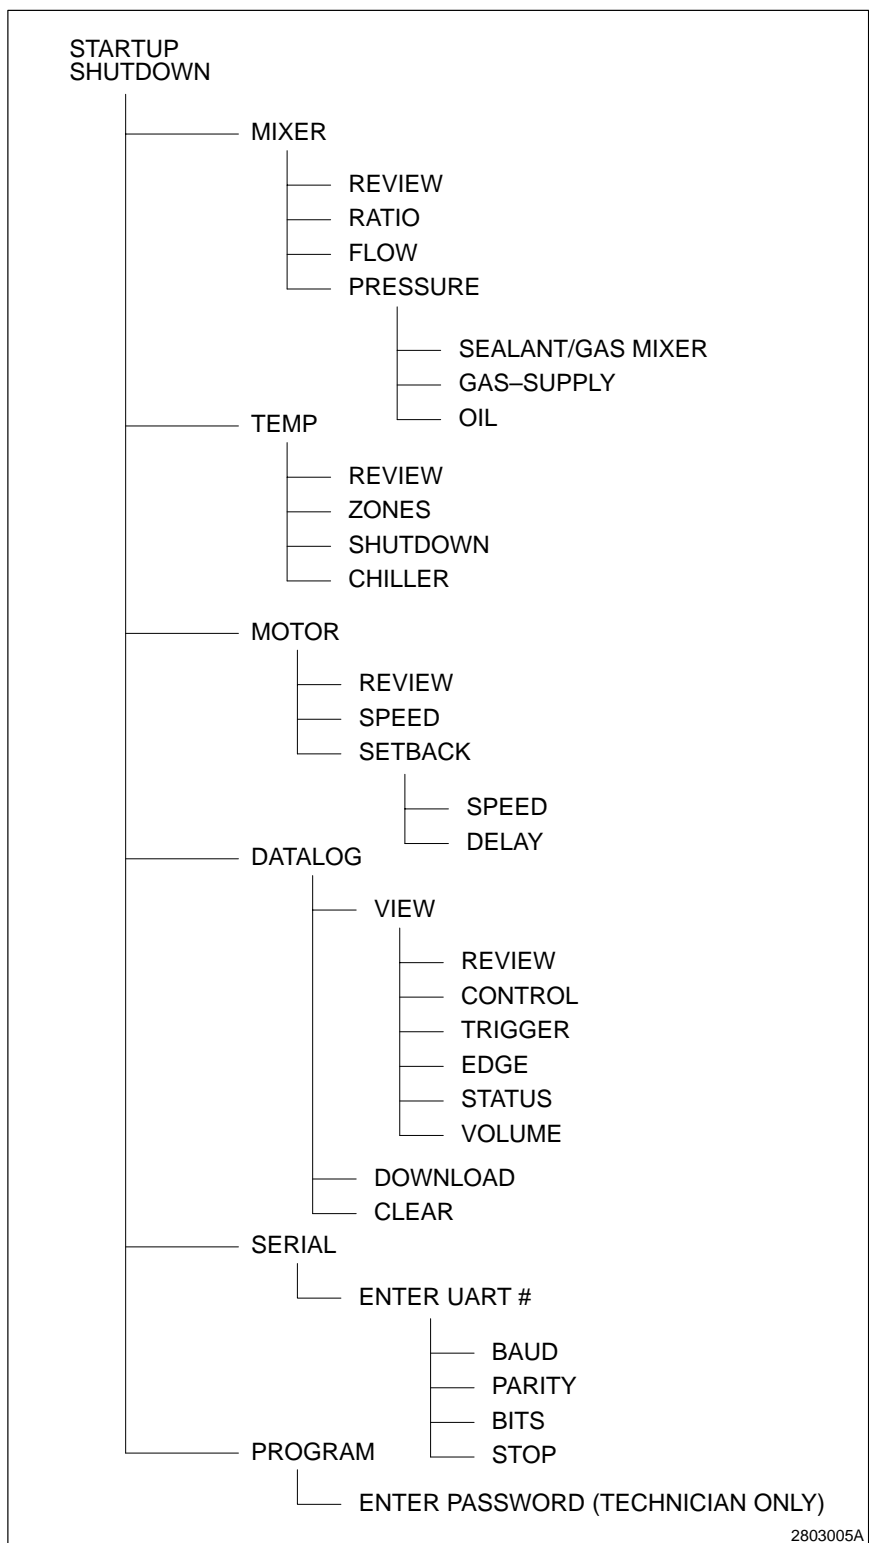 STARTUP
SHUTDOWN
MIXER
REVIEW
RATIO
FLOW
PRESSURE
SEALANT/GAS MIXER
GAS–SUPPLY
OIL
TEMP
REVIEW
ZONES
SHUTDOWN
CHILLER
MOTOR
REVIEW
SPEED
SETBACK
SPEED
DELAY
DATALOG
VIEW
REVIEW
CONTROL
TRIGGER
EDGE
STATUS
VOLUME
DOWNLOAD
CLEAR
SERIAL
ENTER UART #
BAUD
PARITY
BITS
STOP
PROGRAM
ENTER PASSWORD (TECHNICIAN ONLY)
2803005A